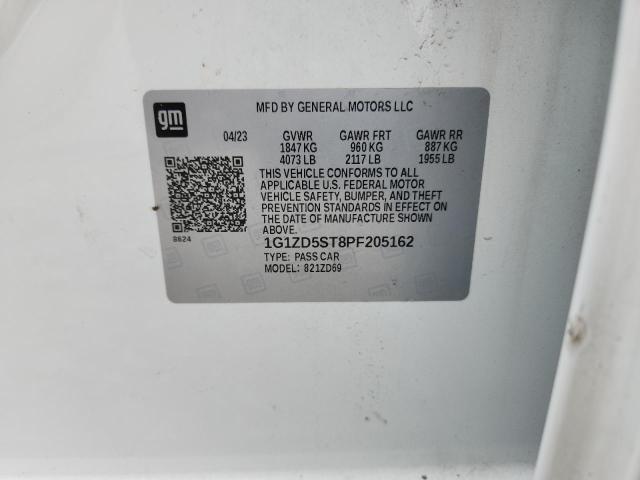 gm
MFD BY GENERAL MOTORS LLC
04/23 GVWR GAWR FRT GAWR RR
1847 KG 960 KG 887 KG
4073 LB 2117 LB 1955 LB
THIS VEHICLE CONFORMS TO ALL
APPLICABLE U.S. FEDERAL MOTOR
VEHICLE SAFETY, BUMPER, AND THEFT
PREVENTION STANDARDS IN EFFECT ON
THE DATE OF MANUFACTURE SHOWN
ABOVE.
8624
1G1ZD5ST8PF205162
TYPE: PASS CAR
MODEL: 821ZD69